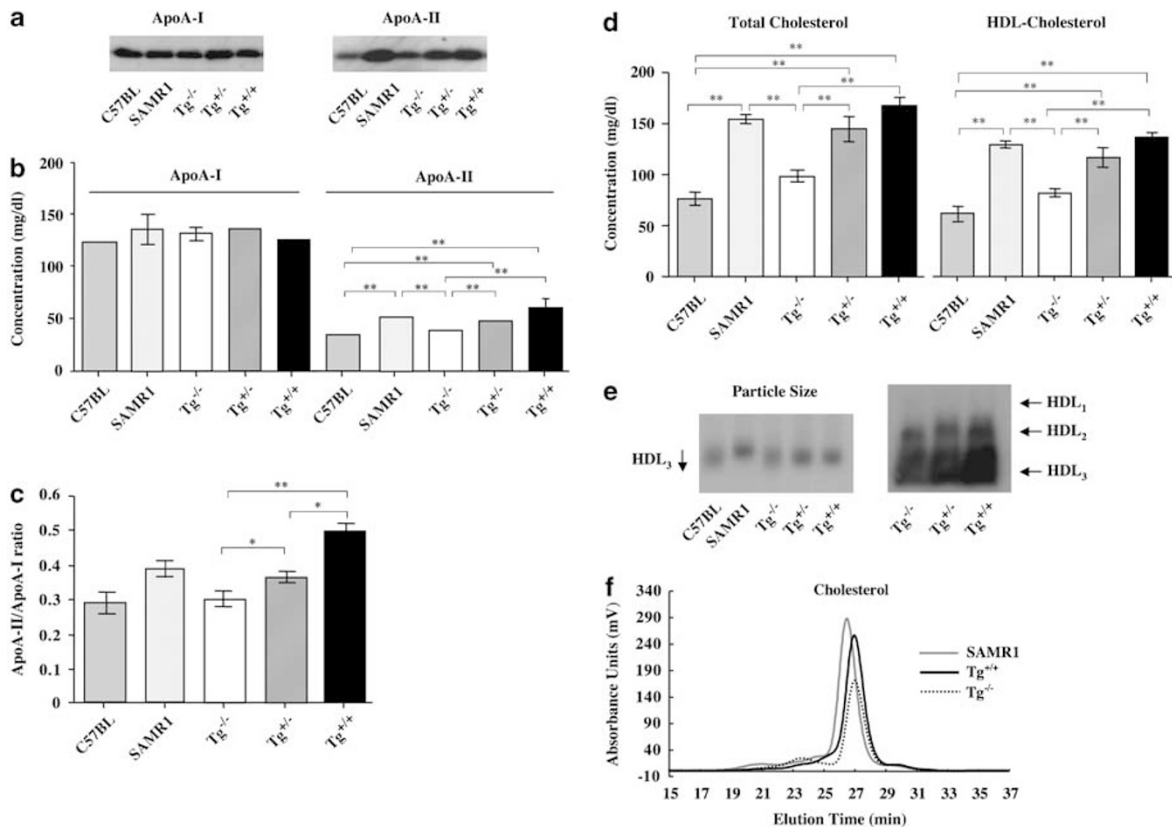 a
ApoA-I
ApoA-II
C57BL
SAMR1
Tg-/-
Tg+/-
Tg+/+
C57BL
SAMR1
Tg-/-
Tg+/-
Tg+/+
b
Concentration (mg/dl)
200
150
100
50
0
ApoA-I
ApoA-II
**
**
**
** ** **
C57BL
SAMR1
Tg-/-
Tg+/-
Tg+/+
C57BL
SAMR1
Tg-/-
Tg+/-
Tg+/+
c
ApoA-II/ApoA-I ratio
0.6
0.5
0.4
0.3
0.2
0.1
0
**
*
*
C57BL
SAMR1
Tg-/-
Tg+/-
Tg+/+
d
Total Cholesterol
HDL-Cholesterol
Concentration (mg/dl)
200
150
100
50
0
**
**
**
** ** **
**
**
**
** ** **
C57BL
SAMR1
Tg-/-
Tg+/-
Tg+/+
C57BL
SAMR1
Tg-/-
Tg+/-
Tg+/+
e
Particle Size
HDL3
HDL1
HDL2
HDL3
C57BL
SAMR1
Tg-/-
Tg+/-
Tg+/+
Tg-/-
Tg+/-
Tg+/+
f
Cholesterol
Absorbance Units (mV)
340
290
240
190
140
90
40
-10
SAMR1
Tg+/+
Tg-/-
15 17 19 21 23 25 27 29 31 33 35 37
Elution Time (min)